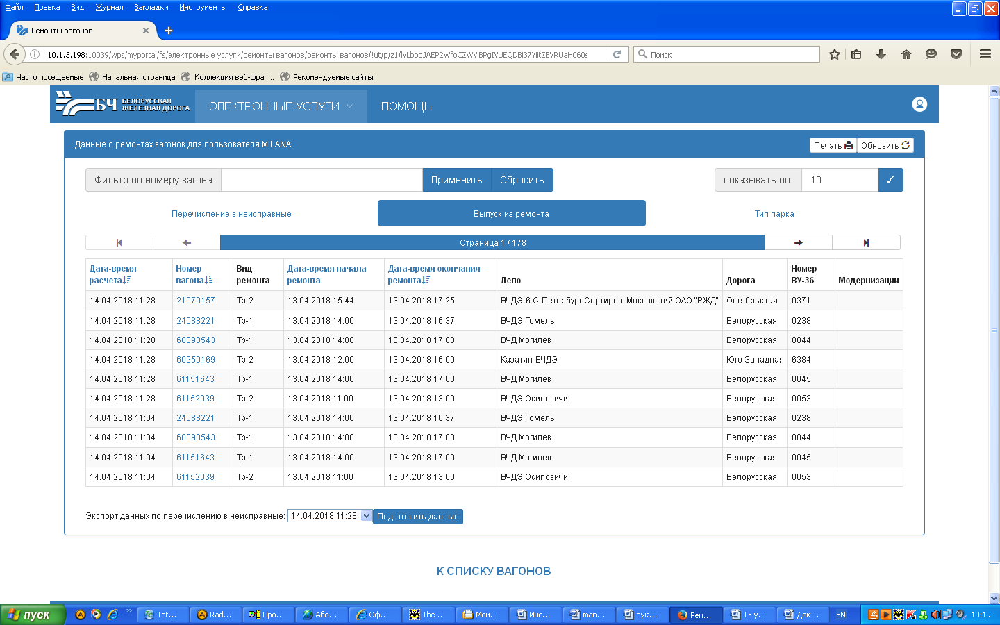 Файл Правка Вид Журнал Закладки Инструменты Справка
Ремонты вагонов
10.1.3.198:10039/wps/myportal/fs/электронные услуги/ремонты вагонов/ремонты вагонов/!ut/p/z1/
Поиск
Часто посещаемые Начальная страница Коллекция веб-фраг... Рекомендуемые сайты
БЧ БЕЛОРУССКАЯ
ЖЕЛЕЗНАЯ ДОРОГА
ЭЛЕКТРОННЫЕ УСЛУГИ ПОМОЩЬ
Данные о ремонтах вагонов для пользователя MILANA Печать Обновить
Фильтр по номеру вагона Применить Сбросить показывать по: 10
Перечисление в неисправные Выпуск из ремонта Тип парка
Страница 1 / 178
Дата-время расчета Номер вагона Вид ремонта Дата-время начала ремонта Дата-время окончания ремонта Депо Дорога Номер ВУ-36 Модернизации
14.04.2018 11:28 21079157 Тр-2 13.04.2018 15:44 13.04.2018 17:25 ВЧДЭ-6 С-Петербург Сортиров. Московский ОАО "РЖД" Октябрьская 0371
14.04.2018 11:28 24088221 Тр-1 13.04.2018 14:00 13.04.2018 16:37 ВЧДЭ Гомель Белорусская 0238
14.04.2018 11:28 60393543 Тр-1 13.04.2018 14:00 13.04.2018 17:00 ВЧД Могилев Белорусская 0044
14.04.2018 11:28 60950169 Тр-2 13.04.2018 12:00 13.04.2018 16:00 Казатин-ВЧДЭ Юго-Западная 6384
14.04.2018 11:28 61151643 Тр-1 13.04.2018 14:00 13.04.2018 17:00 ВЧД Могилев Белорусская 0045
14.04.2018 11:28 61152039 Тр-2 13.04.2018 11:00 13.04.2018 13:00 ВЧДЭ Осиповичи Белорусская 0053
14.04.2018 11:04 24088221 Тр-1 13.04.2018 14:00 13.04.2018 16:37 ВЧДЭ Гомель Белорусская 0238
14.04.2018 11:04 60393543 Тр-1 13.04.2018 14:00 13.04.2018 17:00 ВЧД Могилев Белорусская 0044
14.04.2018 11:04 61151643 Тр-1 13.04.2018 14:00 13.04.2018 17:00 ВЧД Могилев Белорусская 0045
14.04.2018 11:04 61152039 Тр-2 13.04.2018 11:00 13.04.2018 13:00 ВЧДЭ Осиповичи Белорусская 0053
Экспорт данных по перечислению в неисправные: 14.04.2018 11:28 Подготовить данные
К СПИСКУ ВАГОНОВ
пуск Tot... Rad... Про... Або... Оф... The ... Мои... Инс... man... рук... Рем... ТЗ у... Док... EN 10:19